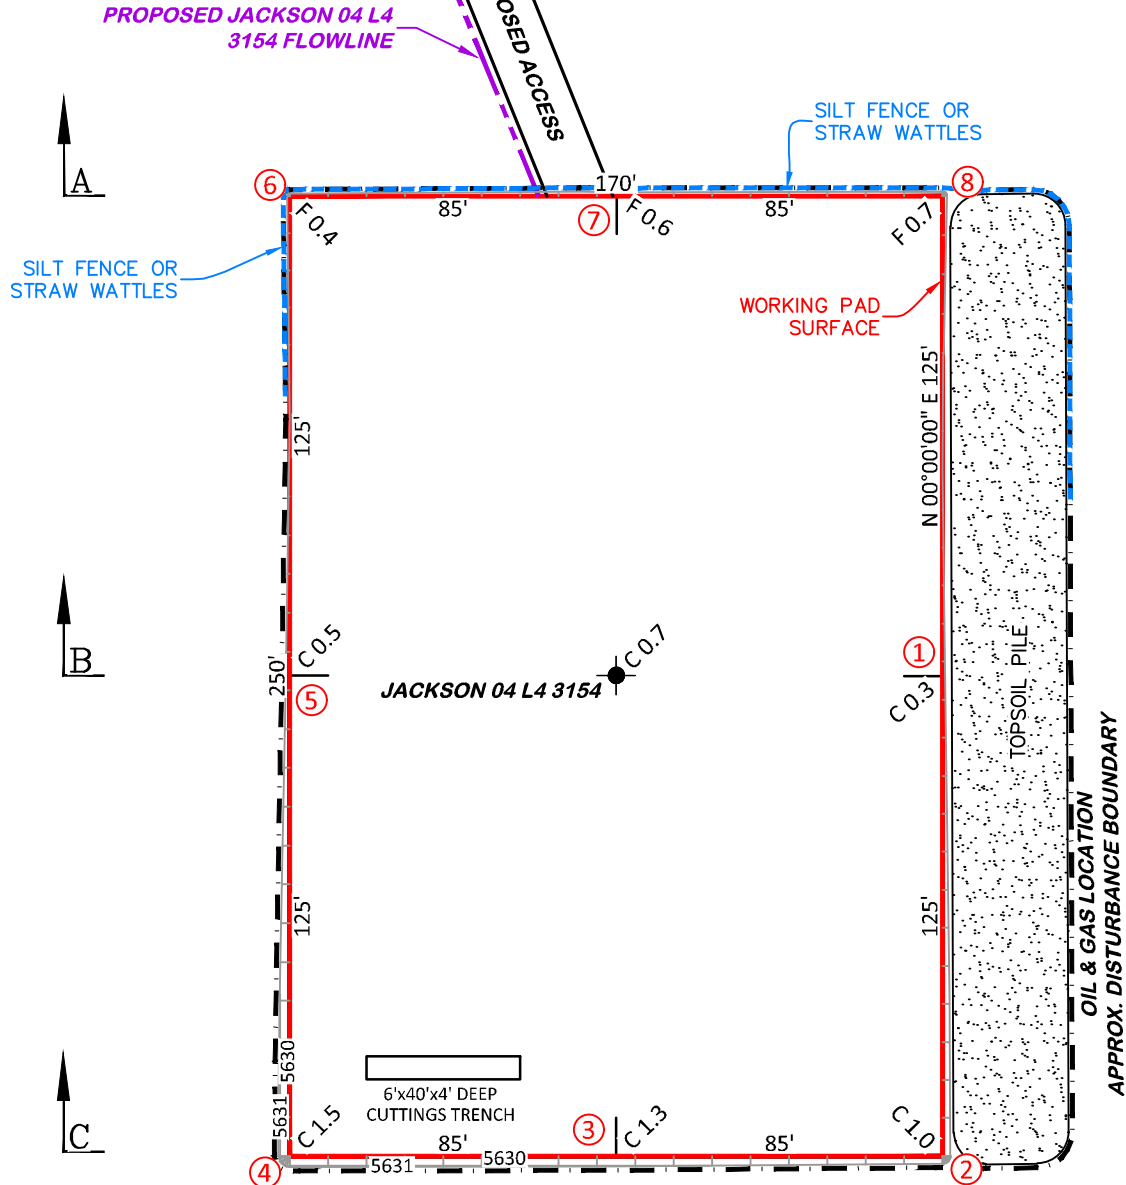 PROPOSED JACKSON 04 L4
3154 FLOWLINE
OSED ACCESS
SILT FENCE OR
STRAW WATTLES
A
6
170'
8
85'
7
85'
F 0.4
F 0.6
F 0.7
SILT FENCE OR
STRAW WATTLES
WORKING PAD
SURFACE
125'
N 00°00'00" E 125'
B
250'
C 0.5
5
C 0.7
JACKSON 04 L4 3154
1
C 0.3
TOPSOIL PILE
OIL & GAS LOCATION
APPROX. DISTURBANCE BOUNDARY
125'
125'
5630
5631
6'x40'x4' DEEP
CUTTINGS TRENCH
C
C 1.5
3
C 1.3
C 1.0
85'
85'
4
5631
5630
2